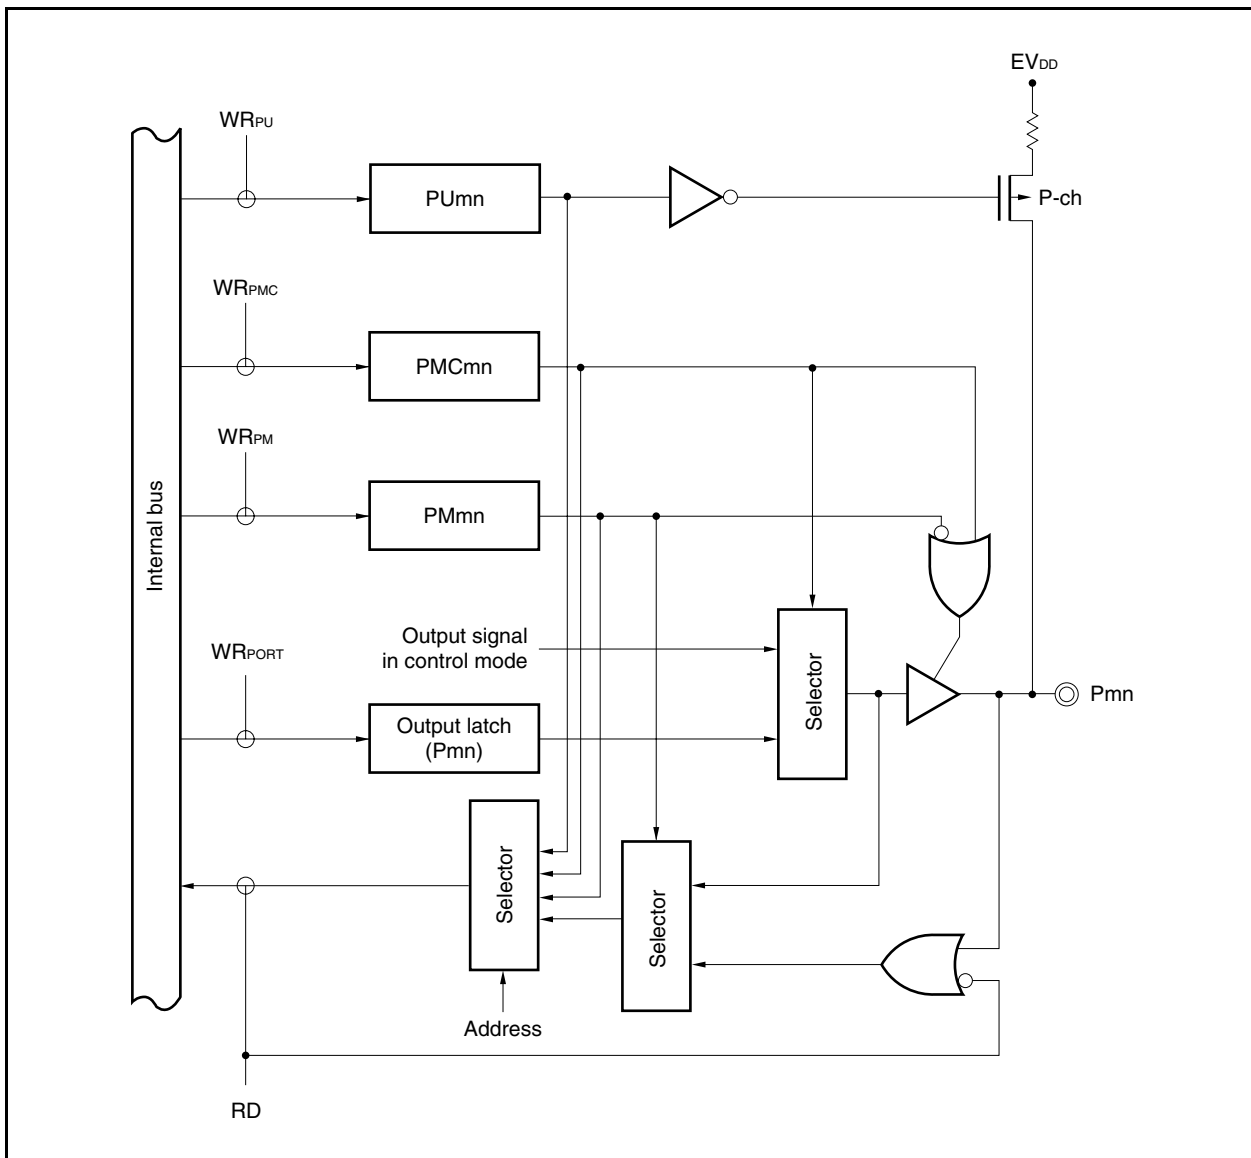 EVDD
WRPU
PUmn
P-ch
WRPMC
PMCmn
WRPM
PMmn
Internal bus
Output signal
in control mode
WRPORT
Output latch
(Pmn)
Selector
Pmn
Selector
Selector
Address
RD